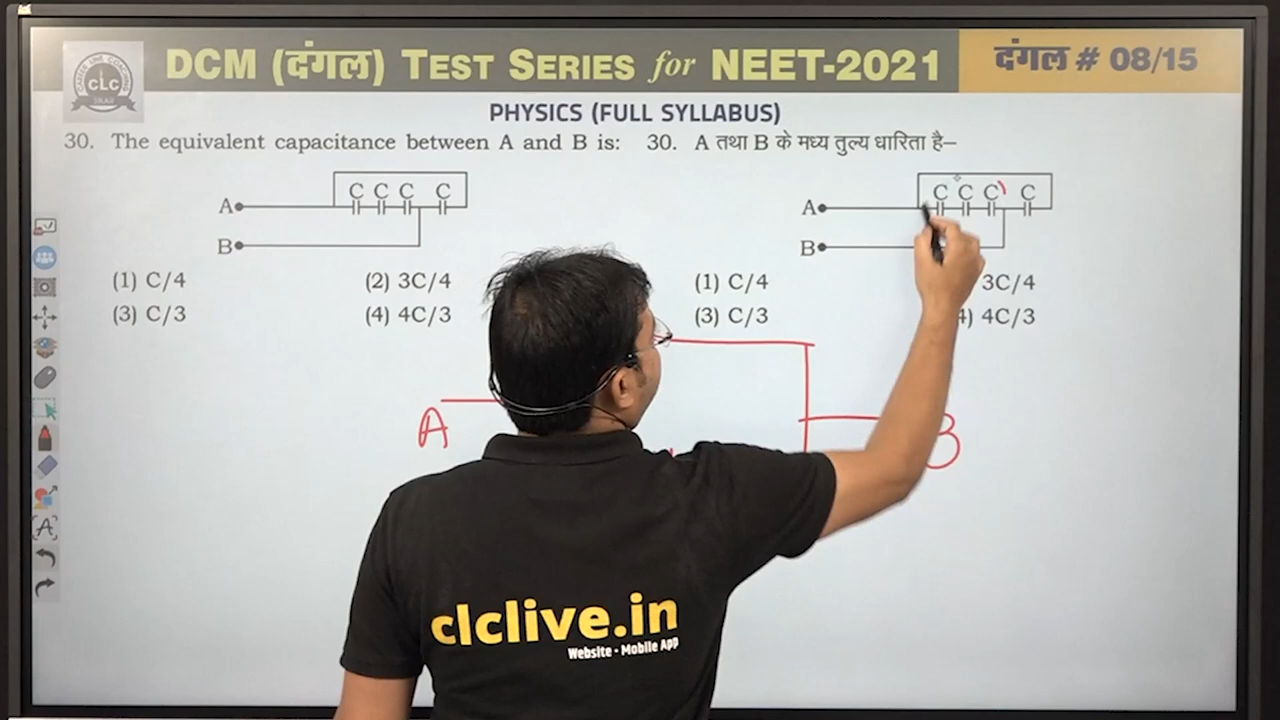 DCM (दंगल) TEST SERIES for NEET-2021
दंगल # 08/15
CLC
PHYSICS (FULL SYLLABUS)
30. The equivalent capacitance between A and B is:
30. A तथा B के मध्य तुल्य धारिता है–
C C C C
A
B
C C C C
A
B
(1) C/4
(2) 3C/4
(3) C/3
(4) 4C/3
(1) C/4
3C/4
(3) C/3
4) 4C/3
A
B
clclive.in
Website • Mobile App